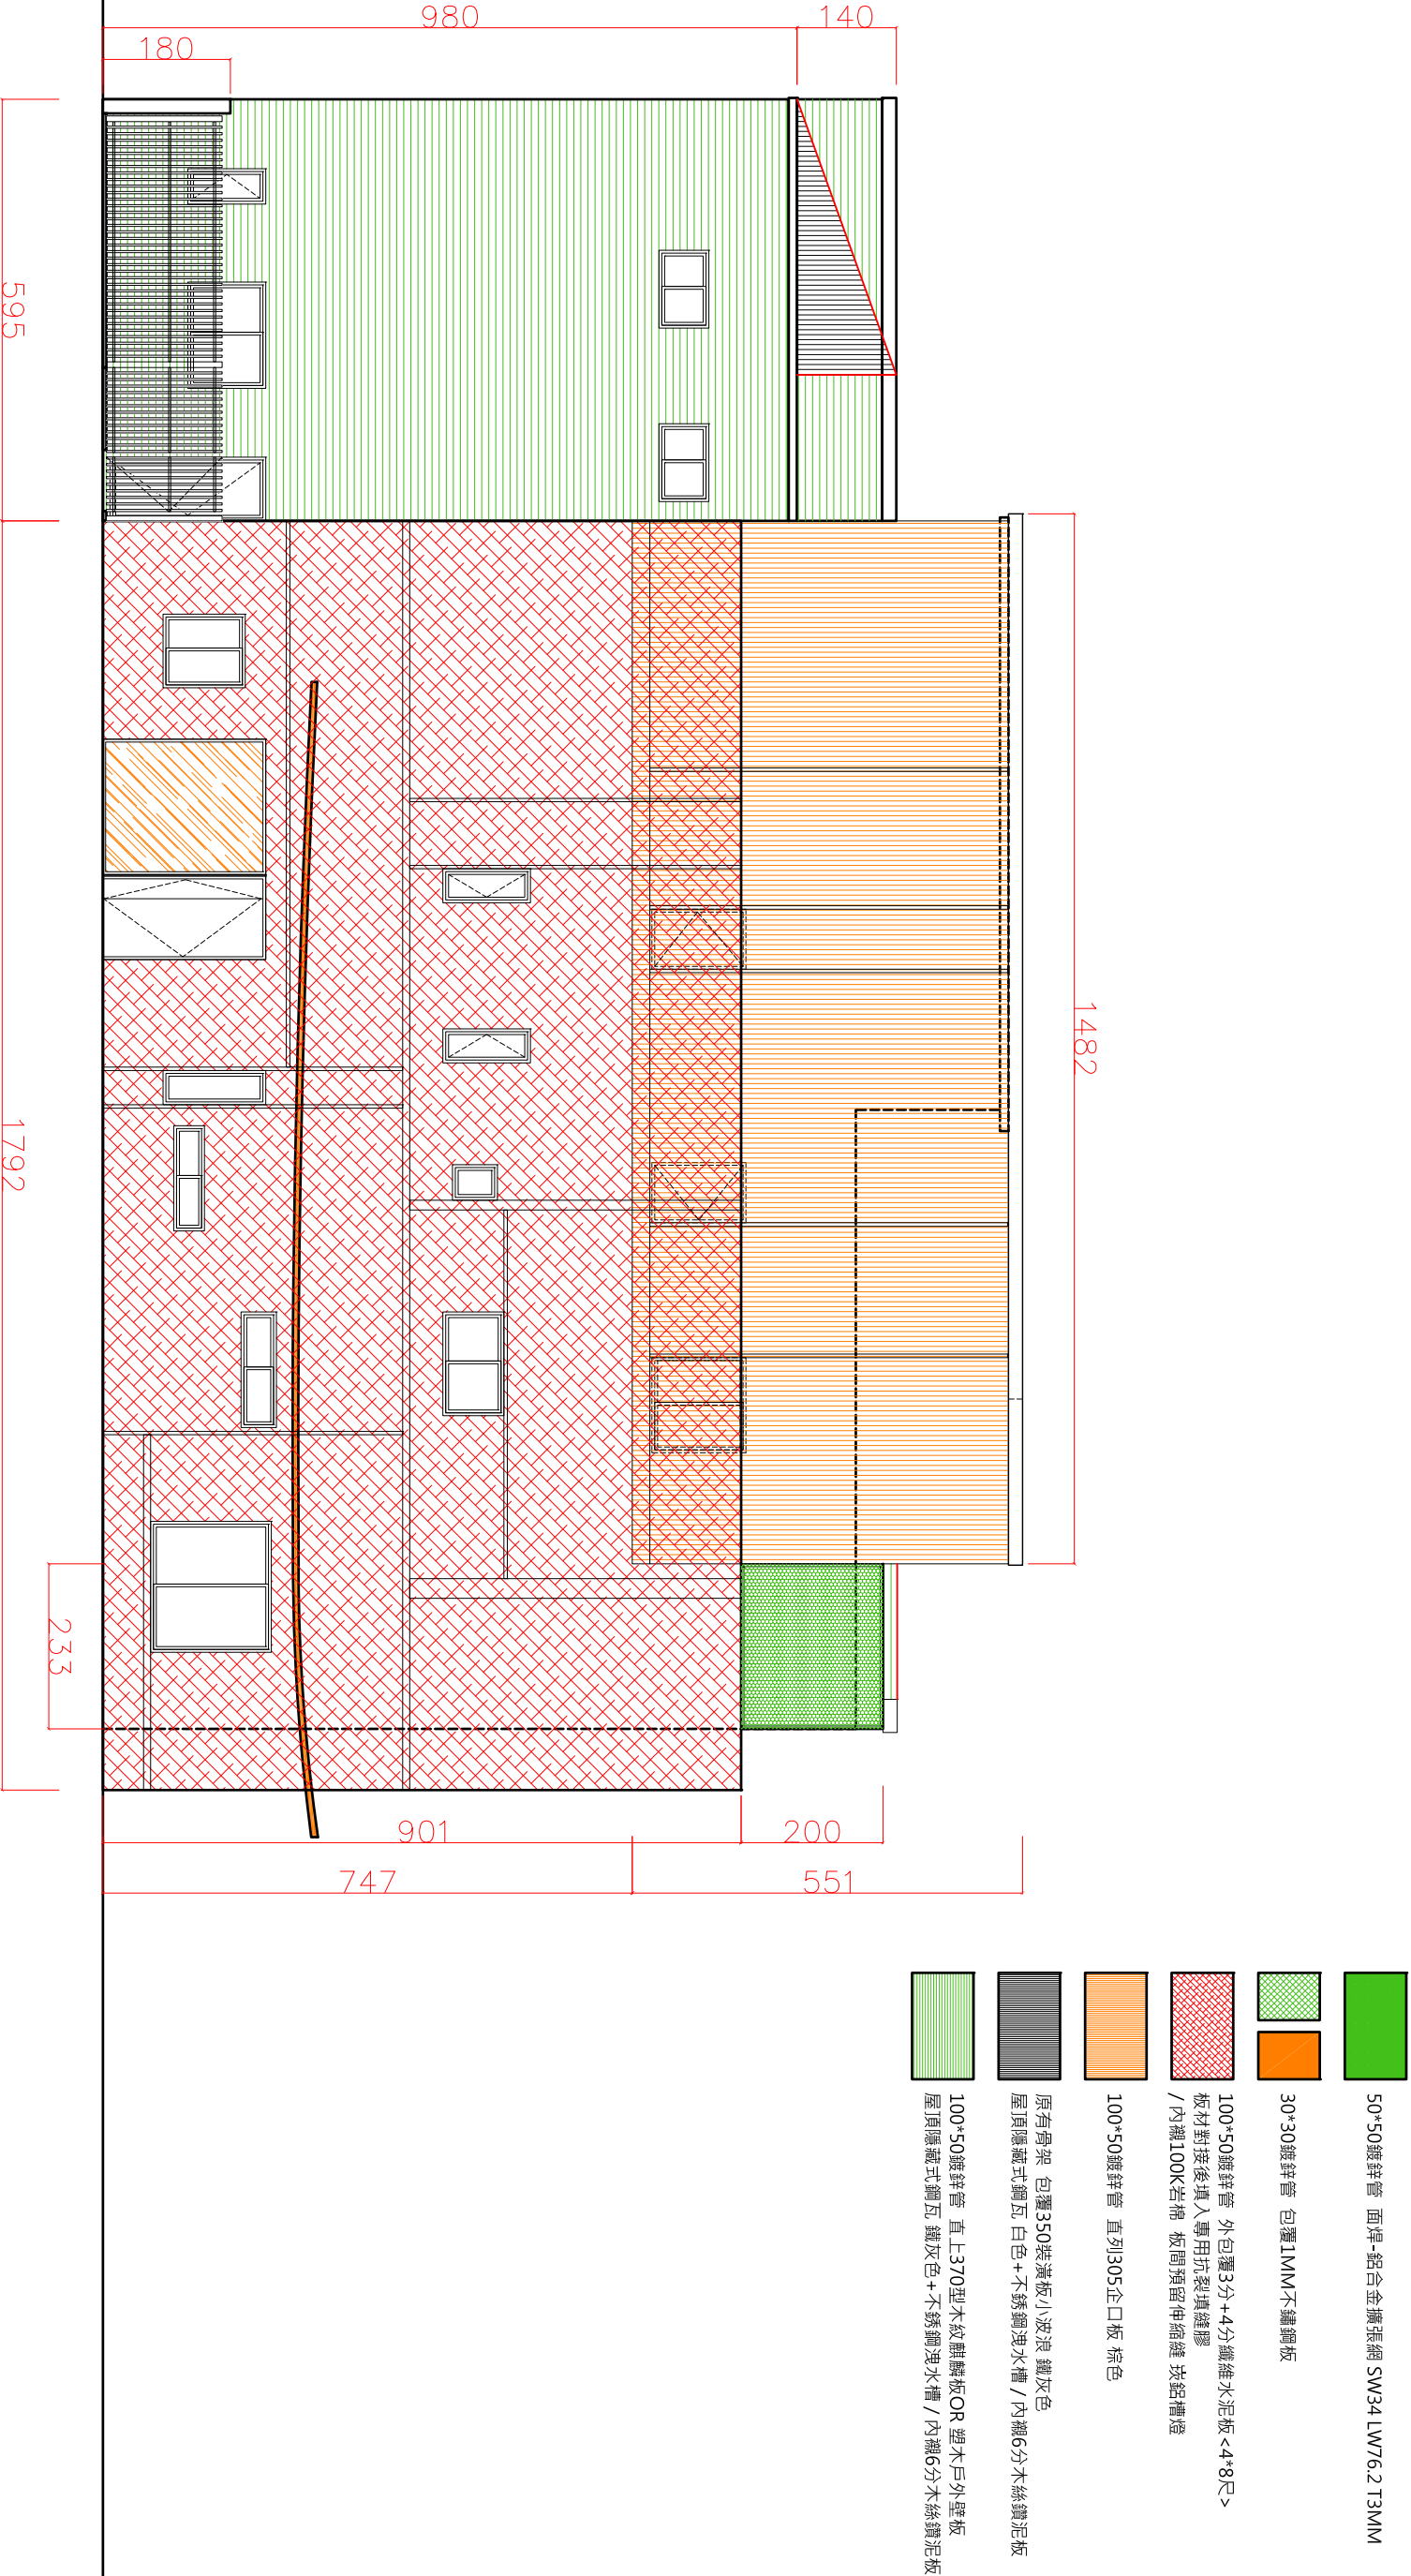 980
140
180
595
1482
1792
233
901
200
747
551
50*50鍍鋅管 面焊-鋁合金擴張網 SW34 LW76.2 T3MM
30*30鍍鋅管 包覆1MM不鏽鋼板
100*50鍍鋅管 外包覆3分+4分纖維水泥板<4*8尺>
板材對接後填入專用抗裂填縫膠
/ 內襯100K岩棉 板間預留伸縮縫 崁鋁槽燈
100*50鍍鋅管 直列305企口板 棕色
原有骨架 包覆350裝潢板小波浪 鐵灰色
屋頂隱藏式鋼瓦 白色+不銹鋼洩水槽 / 內襯6分木絲鑽泥板
100*50鍍鋅管 直上370型木紋麒麟板OR 塑木戶外壁板
屋頂隱藏式鋼瓦 鐵灰色+不銹鋼洩水槽 / 內襯6分木絲鑽泥板